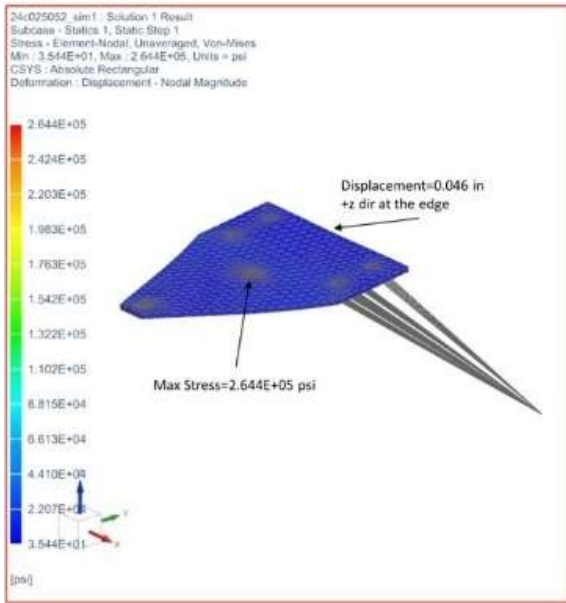 24c025052_sim1 : Solution 1 Result
Subcase - Statics 1, Static Step 1
Stress - Element-Nodal, Unaveraged, Von-Mises
Min : 3.544E+01, Max : 2.644E+05, Units = psi
CSYS : Absolute Rectangular
Deformation : Displacement - Nodal Magnitude
2.644E+05
2.424E+05
2.203E+05
1.983E+05
1.763E+05
1.542E+05
1.322E+05
1.102E+05
8.815E+04
6.613E+04
4.410E+04
2.207E+04
3.544E+01
[psi]
Displacement=0.046 in
+z dir at the edge
Max Stress=2.644E+05 psi
Y
X